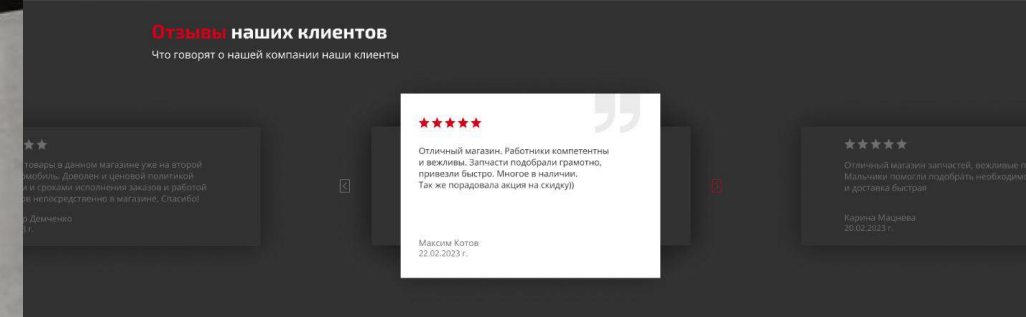 Отзывы наших клиентов
Что говорят о нашей компании наши клиенты
товары в данном магазине уже на второй
Доволен и ценовой политикой
и сроками исполнения заказов и работой
непосредственно в магазине. Спасибо!
Демченко
г.
Отличный магазин. Работники компетентны
и вежливы. Запчасти подобрали грамотно,
привезли быстро. Многое в наличии.
Так же порадовала акция на скидку))
Максим Котов
22.02.2023 г.
Отличный магазин запчастей, вежливые
Мальчики помогли подобрать
и доставка быстрая
Карина Мацнева
20.02.2023 г.